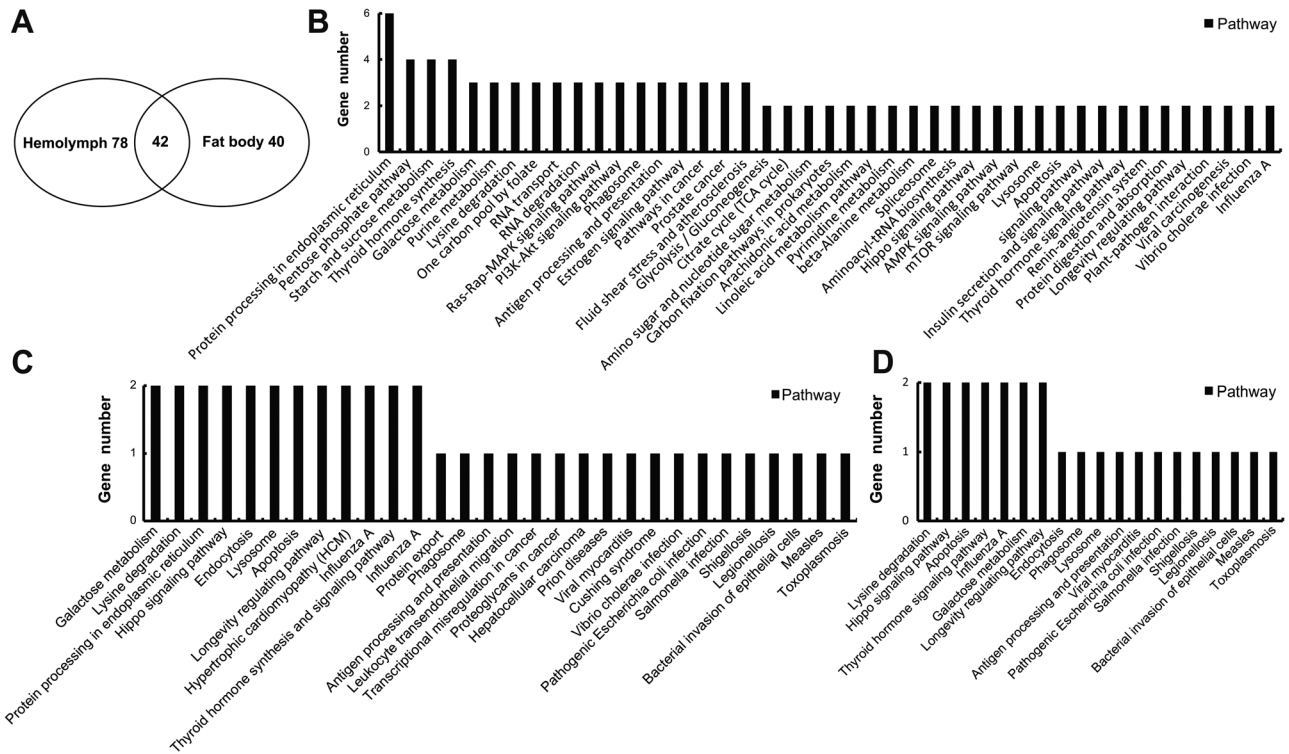 A
Hemolymph 78
42
Fat body 40
B
Gene number
6
4
2
0
Pathway
Protein processing in endoplasmic reticulum
Pentose phosphate pathway
Starch and sucrose metabolism
Thyroid hormone synthesis
Galactose metabolism
Purine metabolism
Lysine degradation
One carbon pool by folate
RNA transport
RNA degradation
Ras-Rap-MAPK signaling pathway
PI3K-Akt signaling pathway
Phagosome
Antigen processing and presentation
Estrogen signaling pathway
Pathways in cancer
Prostate cancer
Fluid shear stress and atherosclerosis
Glycolysis / Gluconeogenesis
Citrate cycle (TCA cycle)
Amino sugar and nucleotide sugar metabolism
Carbon fixation pathways in prokaryotes
Arachidonic acid metabolism
Linoleic acid metabolism pathway
Pyrimidine metabolism
beta-Alanine metabolism
Spliceosome
Aminoacyl-tRNA biosynthesis
Hippo signaling pathway
AMPK signaling pathway
mTOR signaling pathway
Lysosome
Apoptosis
signaling pathway
Insulin secretion and signaling pathway
Thyroid hormone signaling pathway
Renin-angiotensin system
Protein digestion and absorption
Longevity regulating pathway
Plant-pathogen interaction
Viral carcinogenesis
Vibrio cholerae infection
Influenza A
C
Gene number
2
1
0
Pathway
Galactose metabolism
Lysine degradation
Protein processing in endoplasmic reticulum
Hippo signaling pathway
Endocytosis
Lysosome
Apoptosis
Longevity regulating pathway
Hypertrophic cardiomyopathy (HCM)
Influenza A
Thyroid hormone synthesis and signaling pathway
Influenza A
Protein export
Phagosome
Antigen processing and presentation
Leukocyte transendothelial migration
Transcriptional misregulation in cancer
Proteoglycans in cancer
Hepatocellular carcinoma
Prion diseases
Viral myocarditis
Cushing syndrome
Vibrio cholerae infection
Pathogenic Escherichia coli infection
Salmonella infection
Shigellosis
Legionellosis
Bacterial invasion of epithelial cells
Measles
Toxoplasmosis
D
Gene number
2
1
0
Pathway
Lysine degradation
Hippo signaling pathway
Apoptosis
Thyroid hormone signaling pathway
Influenza A
Galactose metabolism
Longevity regulating pathway
Endocytosis
Phagosome
Lysosome
Antigen processing and presentation
Viral myocarditis
Pathogenic Escherichia coli infection
Salmonella infection
Shigellosis
Legionellosis
Bacterial invasion of epithelial cells
Measles
Toxoplasmosis